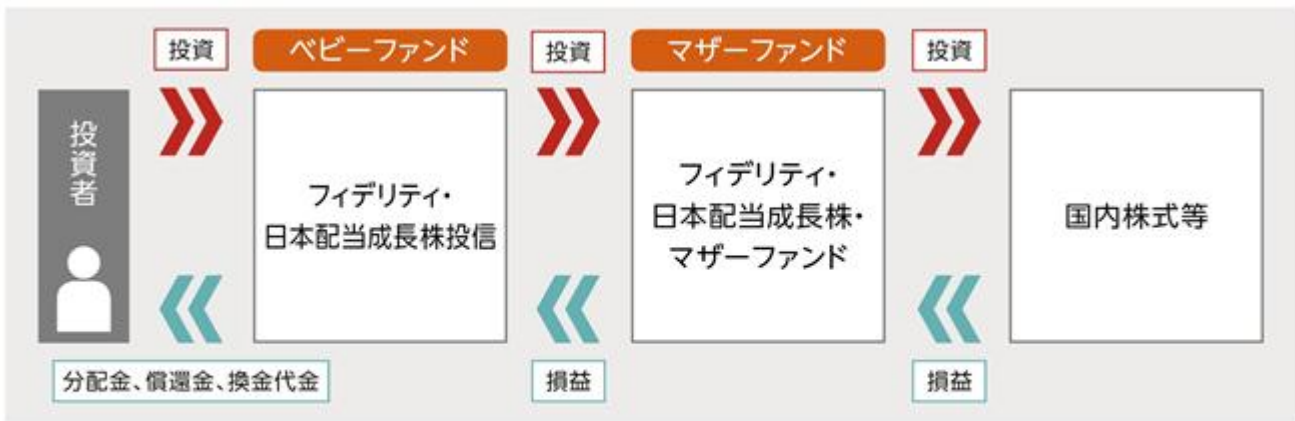 投資
ベビーファンド
投資
マザーファンド
投資
投資者
フィデリティ・
日本配当成長株投信
フィデリティ・
日本配当成長株・
マザーファンド
国内株式等
分配金、償還金、換金代金
損益
損益